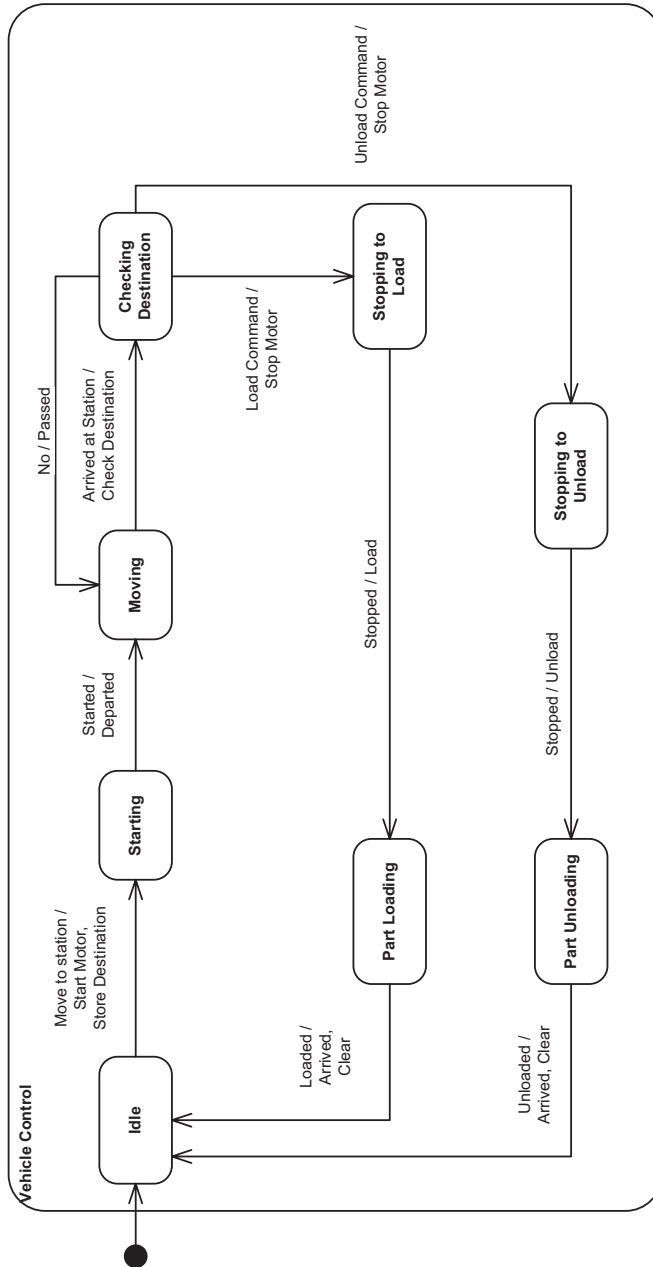 Vehicle Control
Idle
Move to station /
Start Motor,
Store Destination
Starting
Started /
Departed
Moving
No / Passed
Arrived at Station /
Check Destination
Checking
Destination
Unload Command /
Stop Motor
Load Command /
Stop Motor
Stopping to
Load
Stopped / Load
Part Loading
Loaded /
Arrived,
Clear
Stopping to
Unload
Stopped / Unload
Part Unloading
Unloaded /
Arrived, Clear